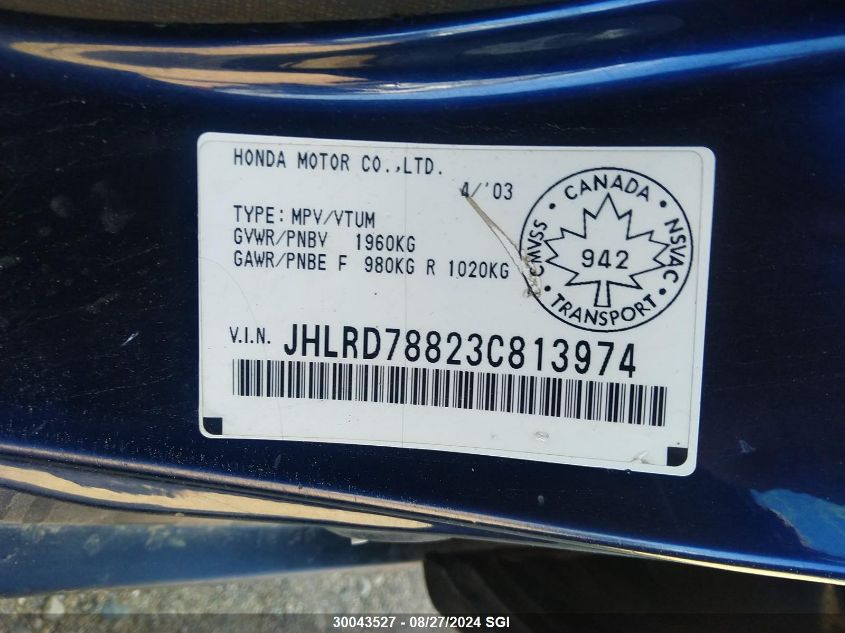 HONDA MOTOR CO.,LTD.
4/'03
TYPE: MPV/VTUM
GVWR/PNBV 1960KG
GAWR/PNBE F 980KG R 1020KG
CANADA
CMVSS
NSVAC
942
TRANSPORT
V.I.N. JHLRD78823C813974
30043527 - 08/27/2024 SGI